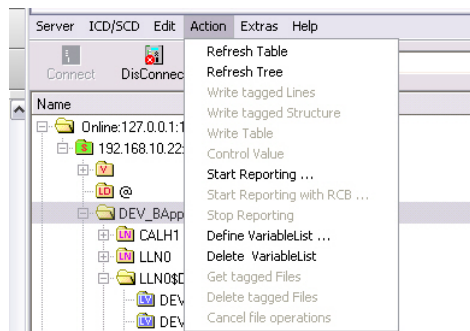 Server ICD/SCD Edit Action Extras Help
Connect DisConnec
Refresh Table
Refresh Tree
Write tagged Lines
Write tagged Structure
Write Table
Control Value
Start Reporting ...
Start Reporting with RCB ...
Stop Reporting
Define VariableList ...
Delete VariableList
Get tagged Files
Delete tagged Files
Cancel file operations
Name
Online:127.0.0.1:1
S 192.168.10.22:
V
LD @
DEV_BApp
LN CALH1
LN LLN0
LLN0$D
LV DEV
LV DEV